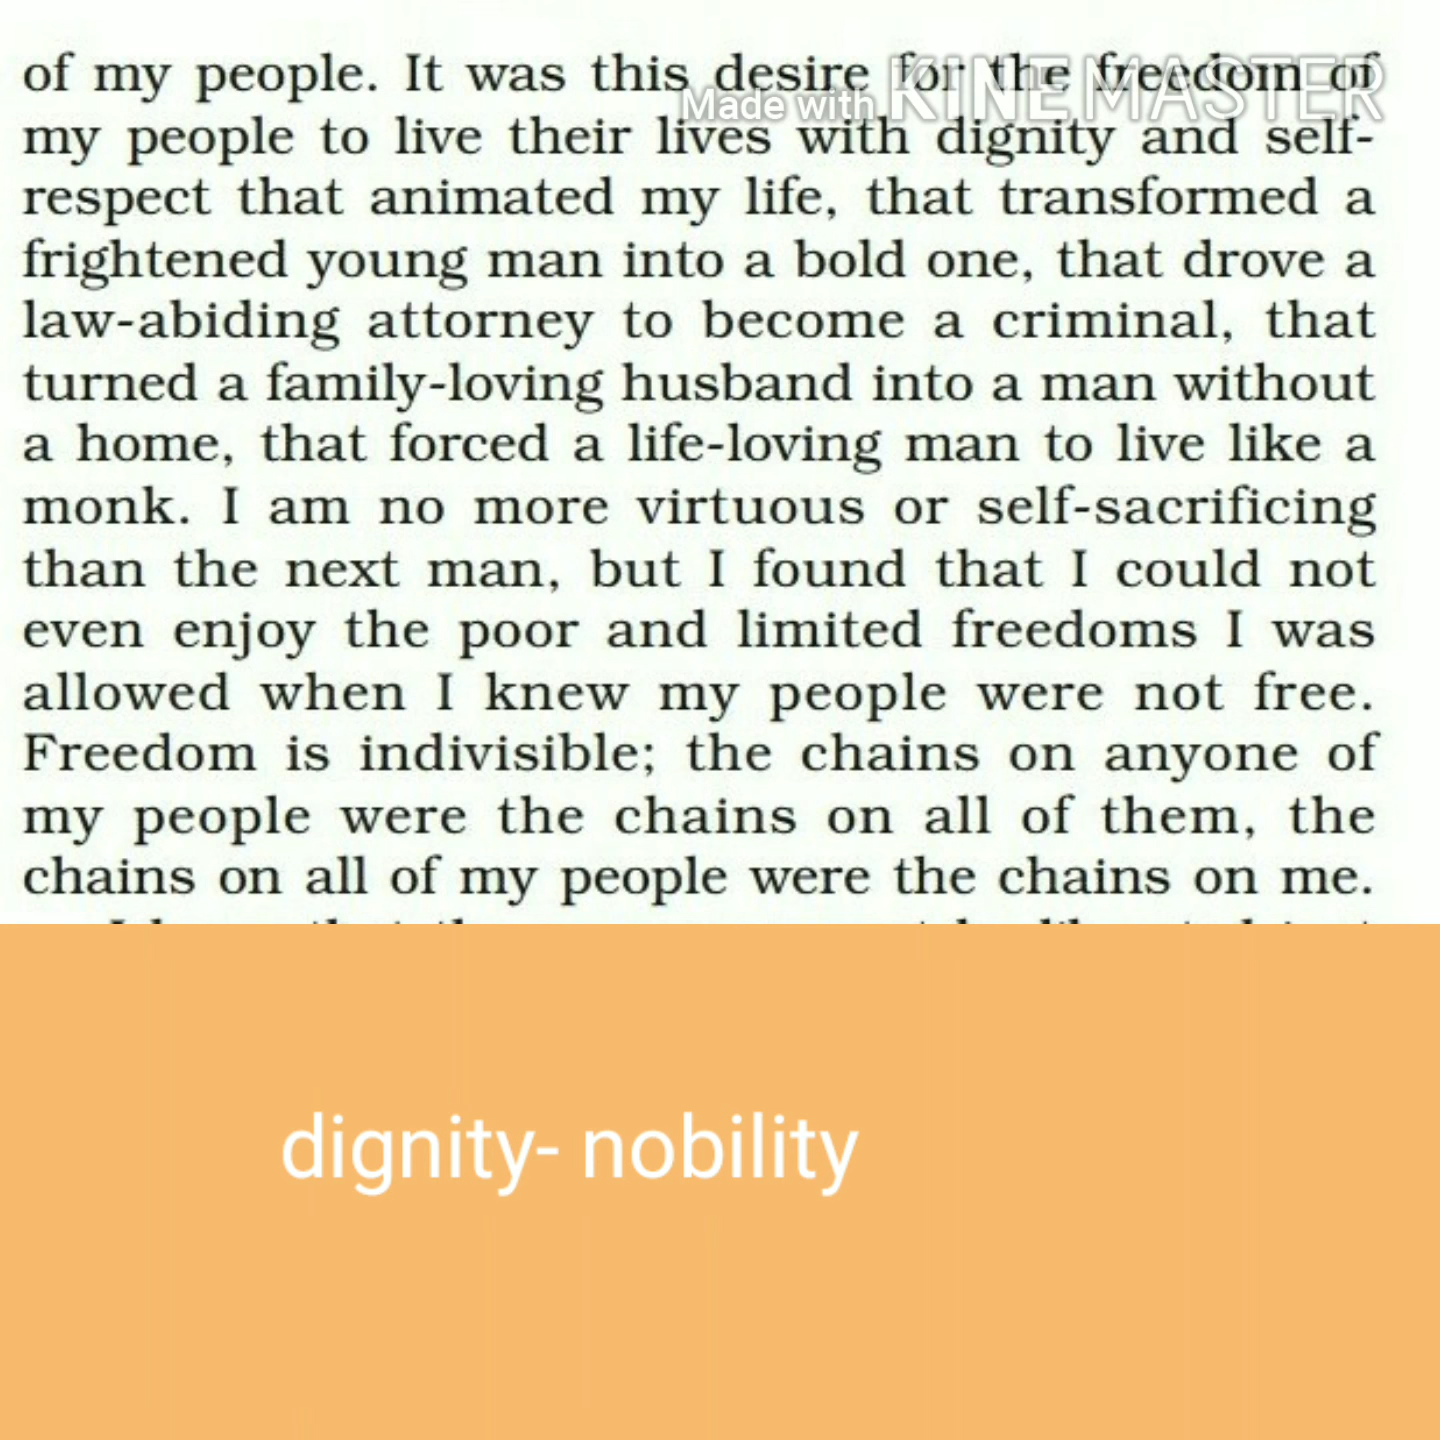 of my people. It was this desire for the freedom of
Made with KINEMASTER
my people to live their lives with dignity and self-
respect that animated my life, that transformed a
frightened young man into a bold one, that drove a
law-abiding attorney to become a criminal, that
turned a family-loving husband into a man without
a home, that forced a life-loving man to live like a
monk. I am no more virtuous or self-sacrificing
than the next man, but I found that I could not
even enjoy the poor and limited freedoms I was
allowed when I knew my people were not free.
Freedom is indivisible; the chains on anyone of
my people were the chains on all of them, the
chains on all of my people were the chains on me.
dignity- nobility